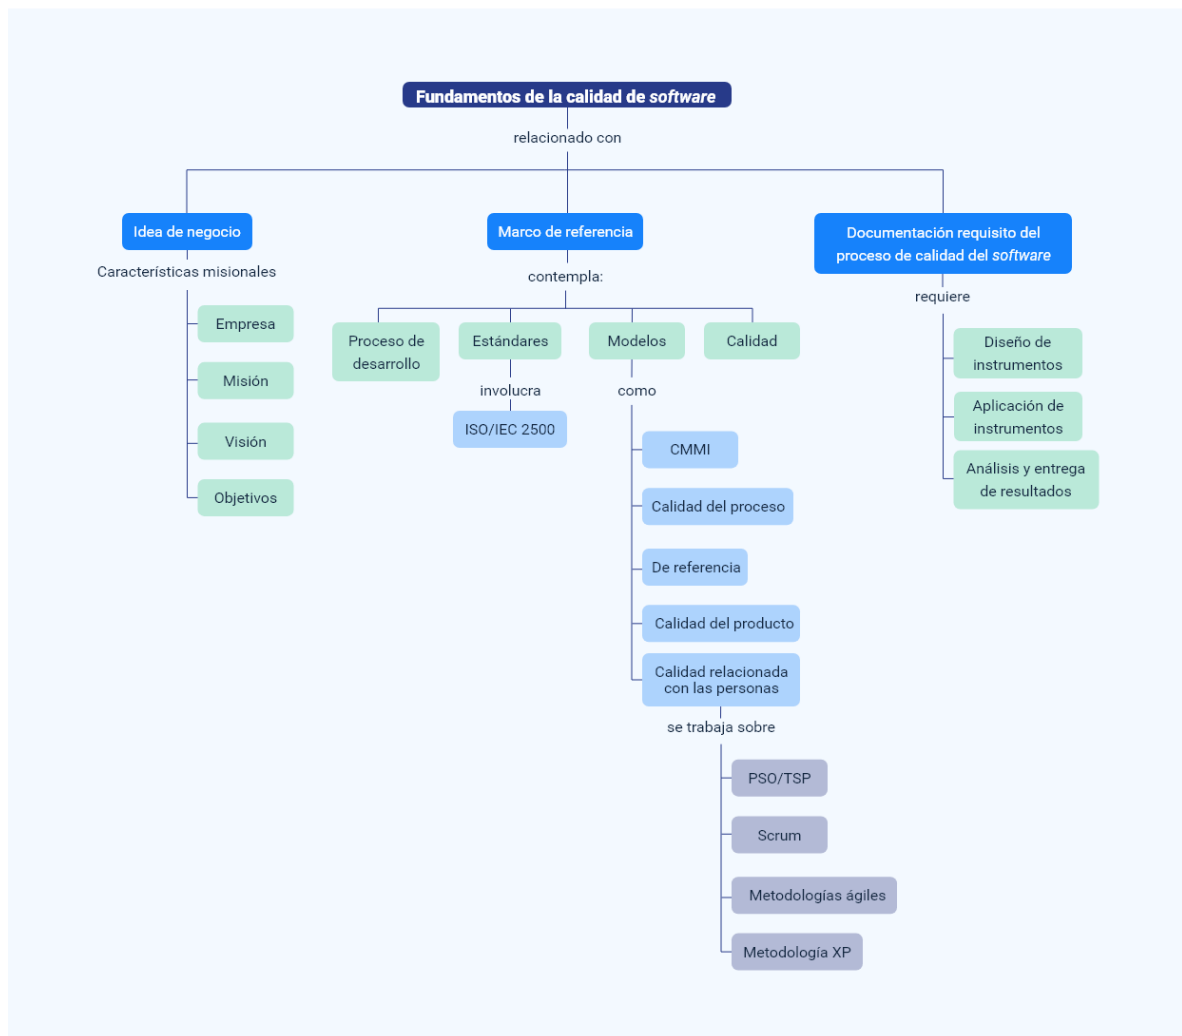 Fundamentos de la calidad de software
relacionado con
Idea de negocio
Características misionales
Empresa
Misión
Visión
Objetivos
Marco de referencia
contempla:
Proceso de
desarrollo
Estándares
involucra
ISO/IEC 2500
Modelos
como
CMMI
Calidad del proceso
De referencia
Calidad del producto
Calidad relacionada
con las personas
se trabaja sobre
PSO/TSP
Scrum
Metodologías ágiles
Metodología XP
Calidad
Documentación requisito del
proceso de calidad del software
requiere
Diseño de
instrumentos
Aplicación de
instrumentos
Análisis y entrega
de resultados